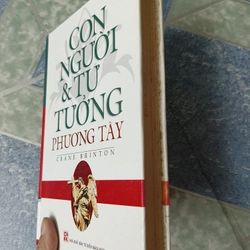 CON
NGƯỜI
& TƯ
TƯỞNG
PHƯƠNG TÂY
CRANE BRINTON